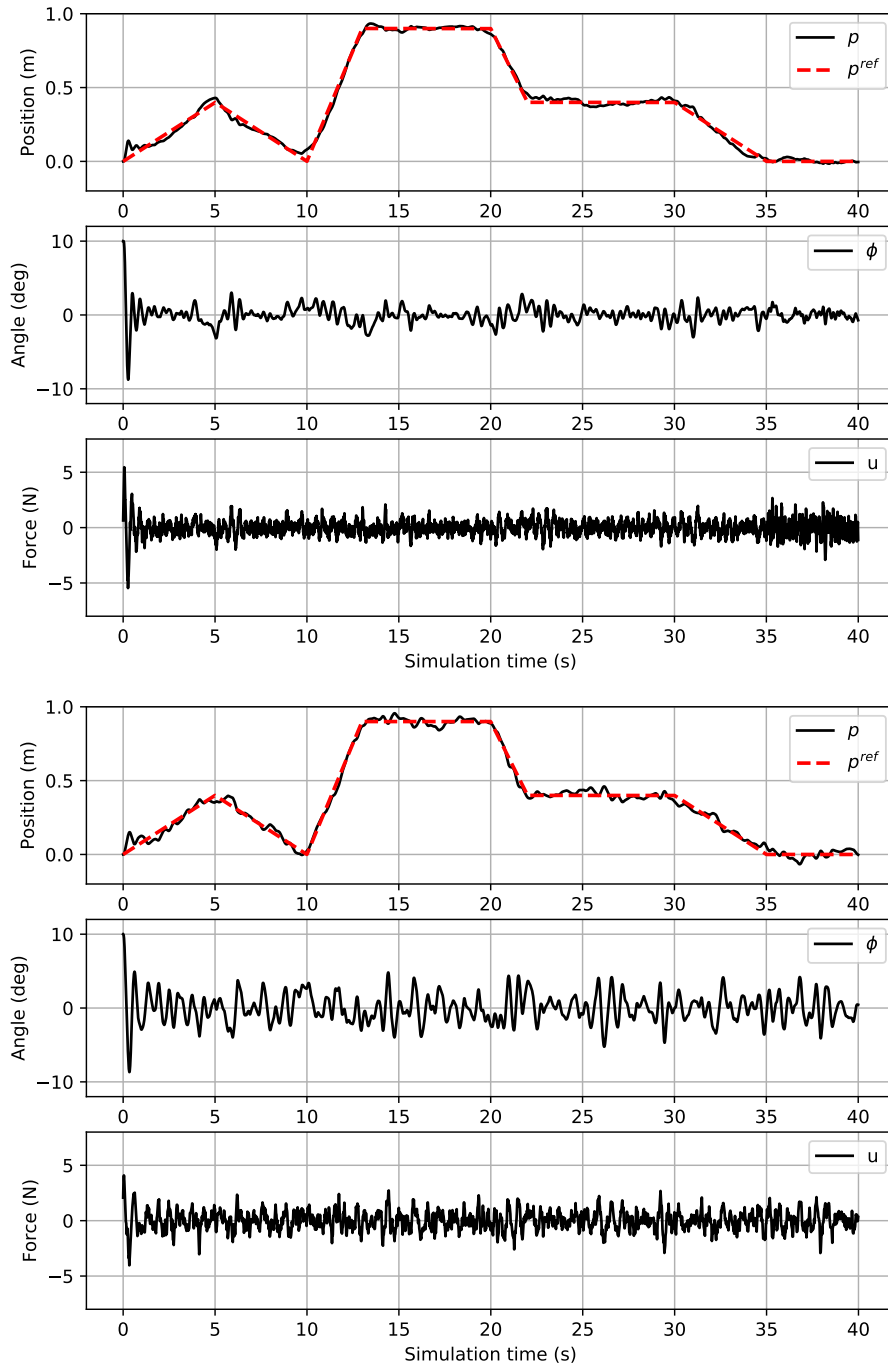 1.0
0.5
0.0
Position (m)
p
p^ref
0 5 10 15 20 25 30 35 40
10
0
−10
Angle (deg)
ϕ
0 5 10 15 20 25 30 35 40
5
0
−5
Force (N)
u
0 5 10 15 20 25 30 35 40
Simulation time (s)
1.0
0.5
0.0
Position (m)
p
p^ref
0 5 10 15 20 25 30 35 40
10
0
−10
Angle (deg)
ϕ
0 5 10 15 20 25 30 35 40
5
0
−5
Force (N)
u
0 5 10 15 20 25 30 35 40
Simulation time (s)